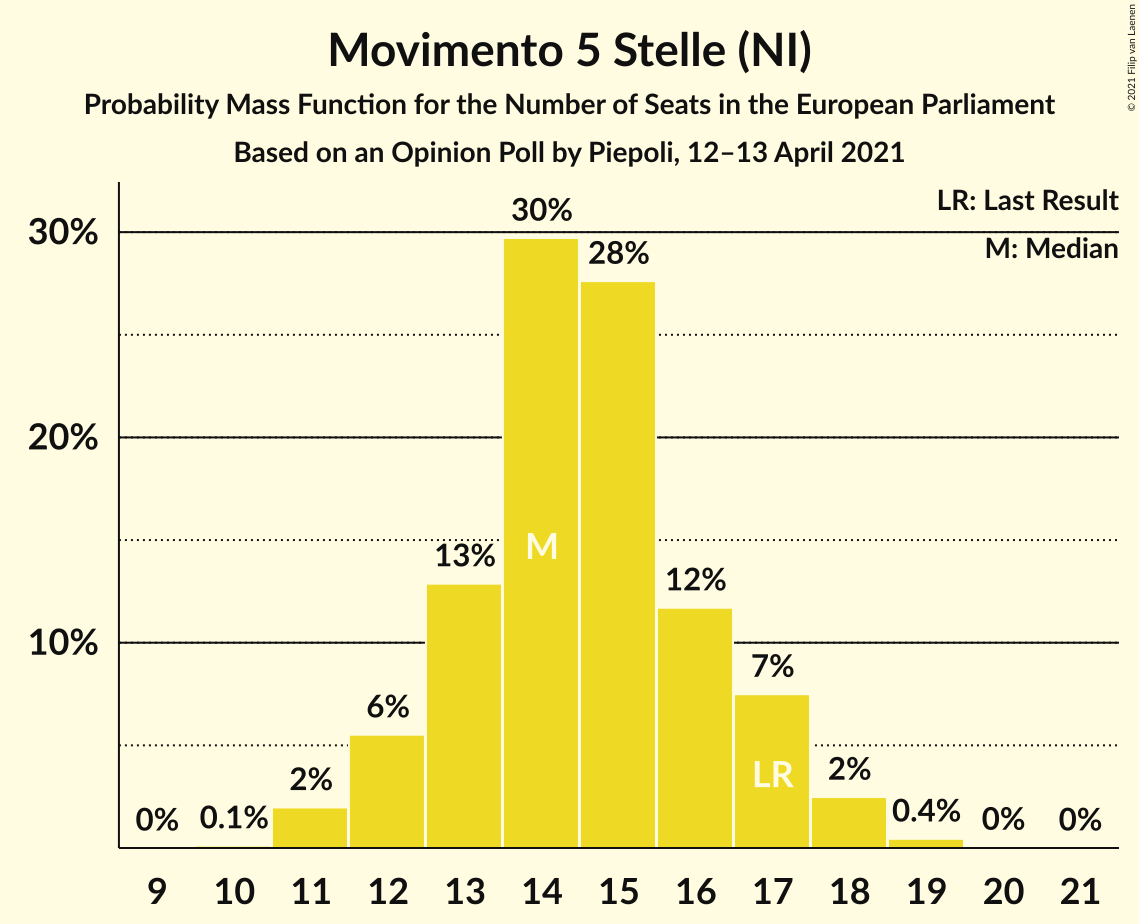 Movimento 5 Stelle (NI)
Probability Mass Function for the Number of Seats in the European Parliament
Based on an Opinion Poll by Piepoli, 12–13 April 2021
© 2021 Filip van Laenen
LR: Last Result
M: Median
30%
20%
10%
0%
0.1%
2%
6%
13%
30%
28%
12%
7%
2%
0.4%
0%
0%
M
LR
9 10 11 12 13 14 15 16 17 18 19 20 21